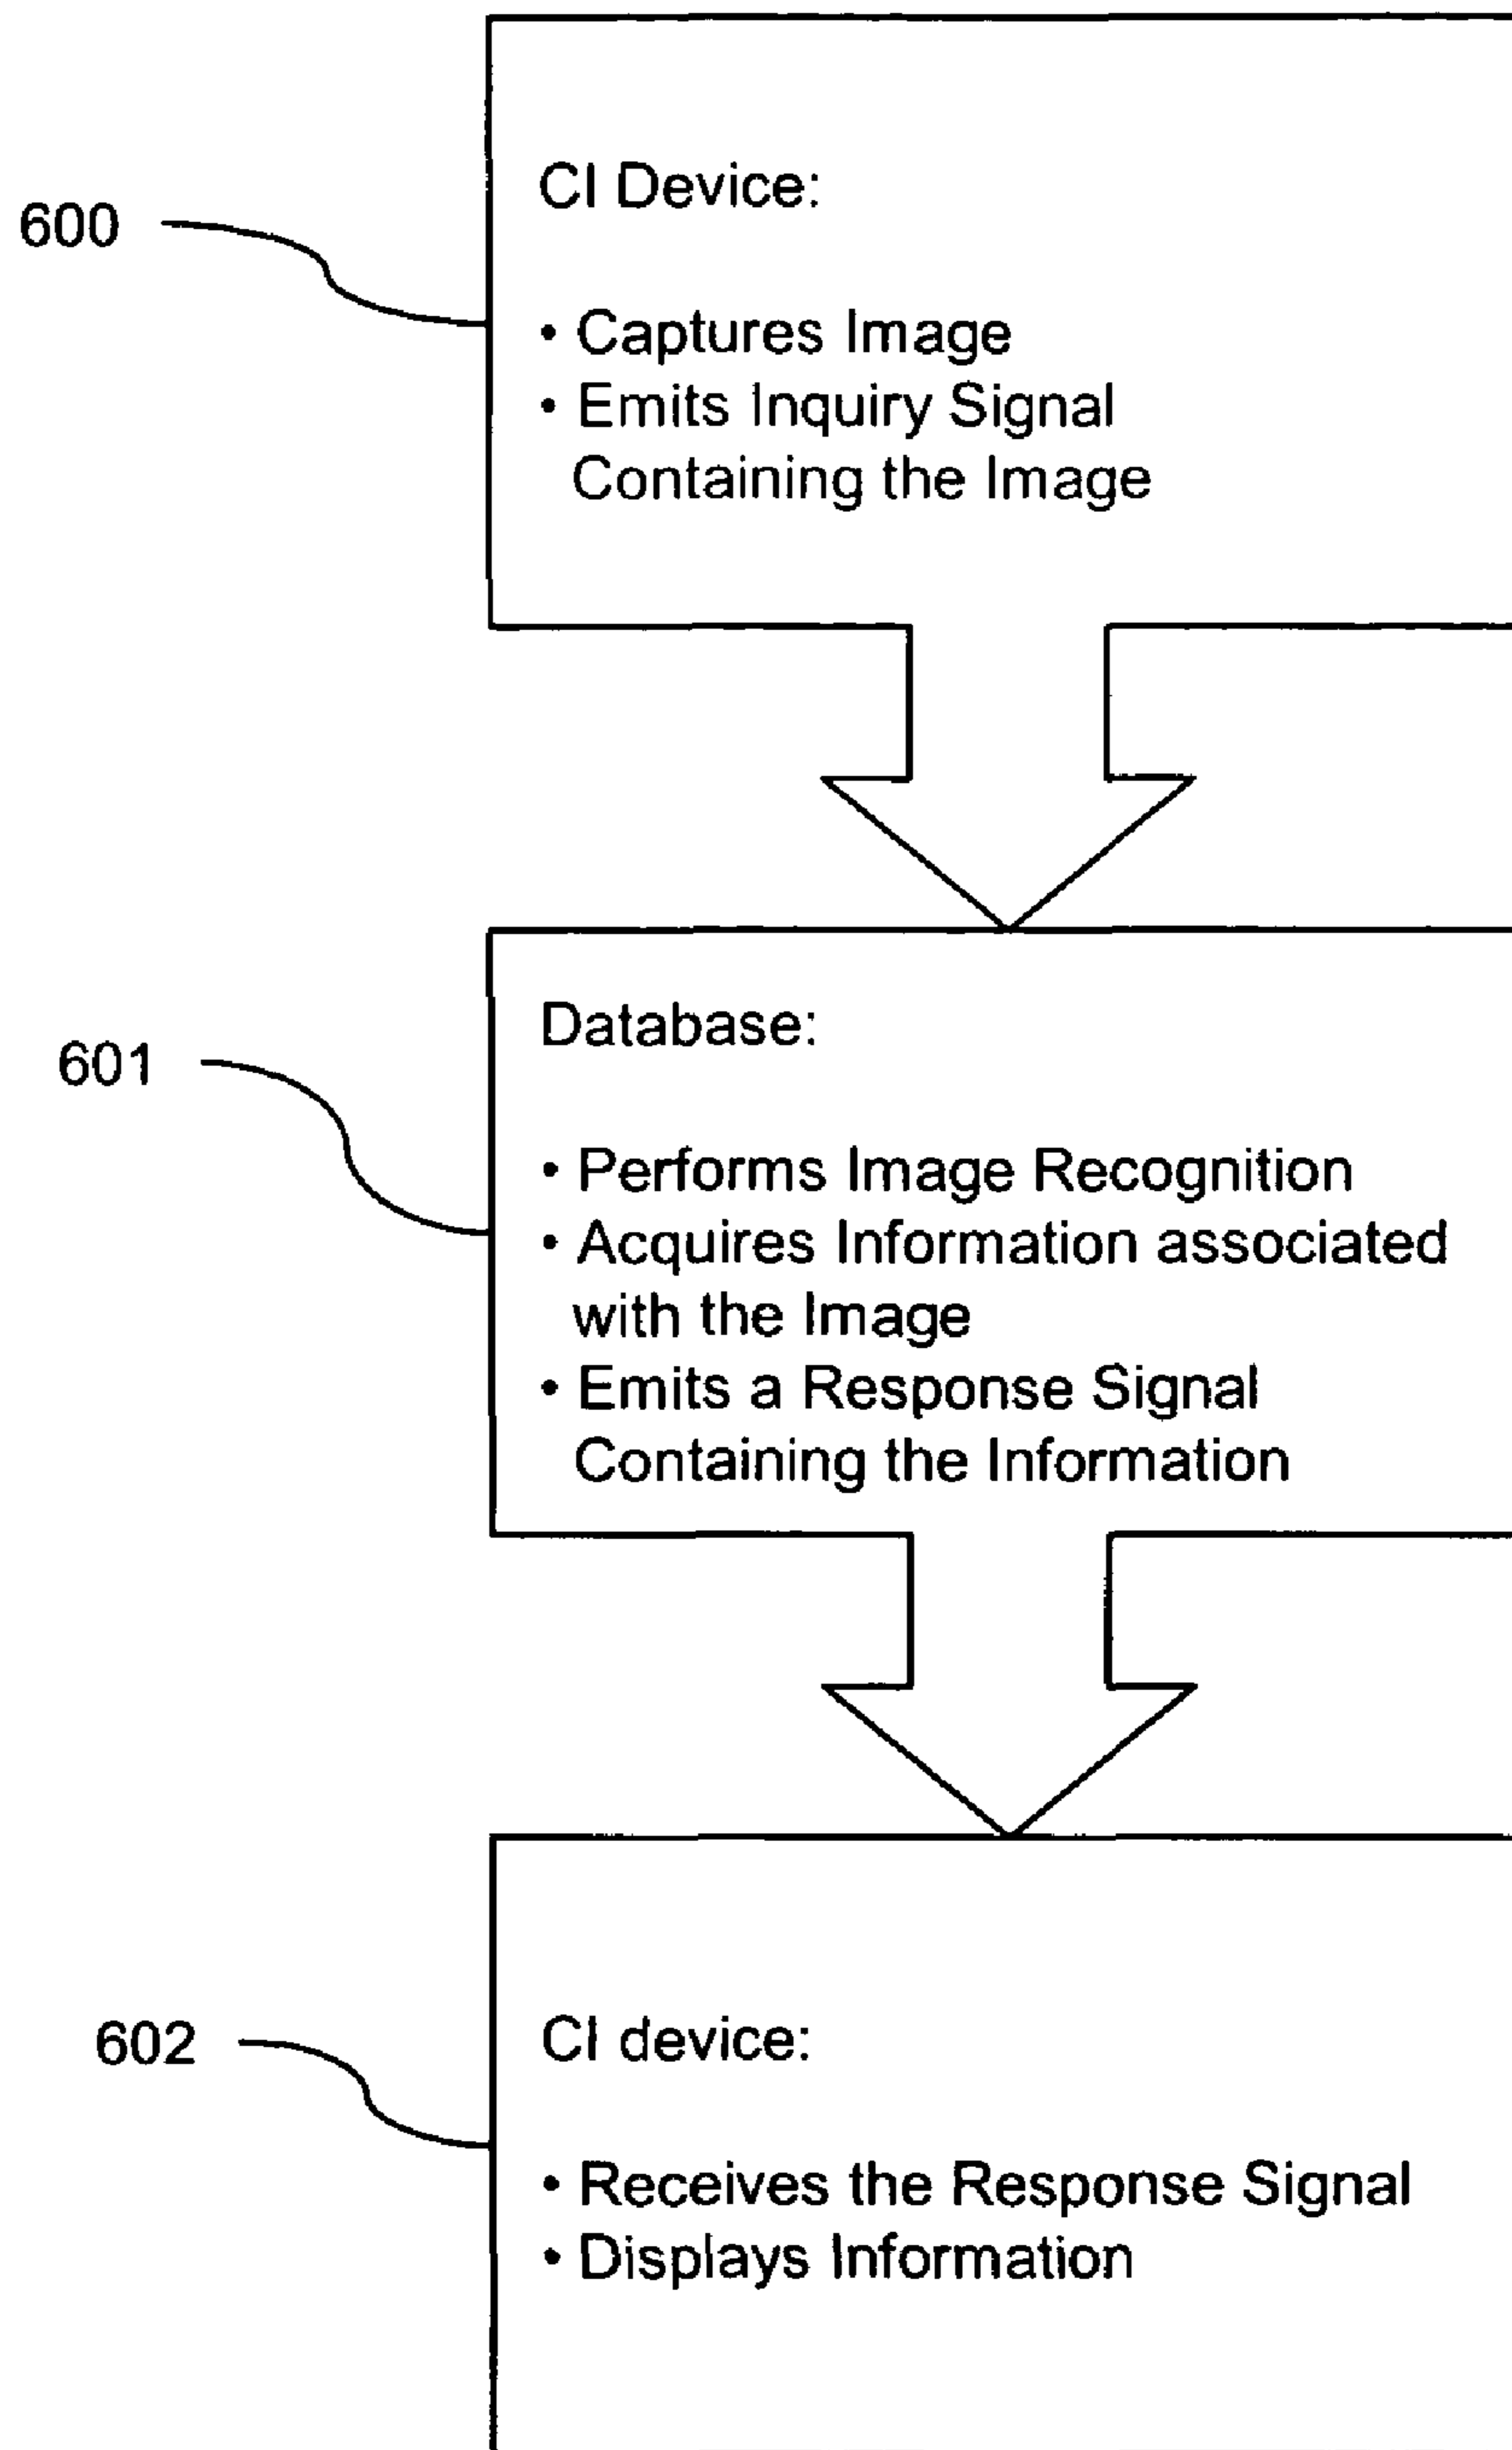 600
CI Device:
• Captures Image
• Emits Inquiry Signal
Containing the Image
601
Database:
• Performs Image Recognition
• Acquires Information associated
with the Image
• Emits a Response Signal
Containing the Information
602
CI device:
• Receives the Response Signal
• Displays Information